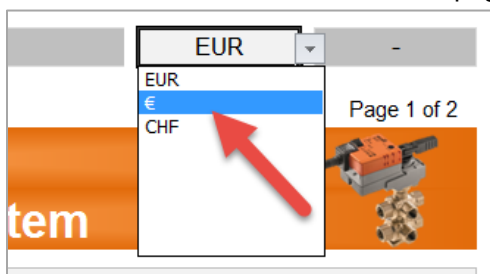 EUR -
EUR
€
CHF
Page 1 of 2
tem